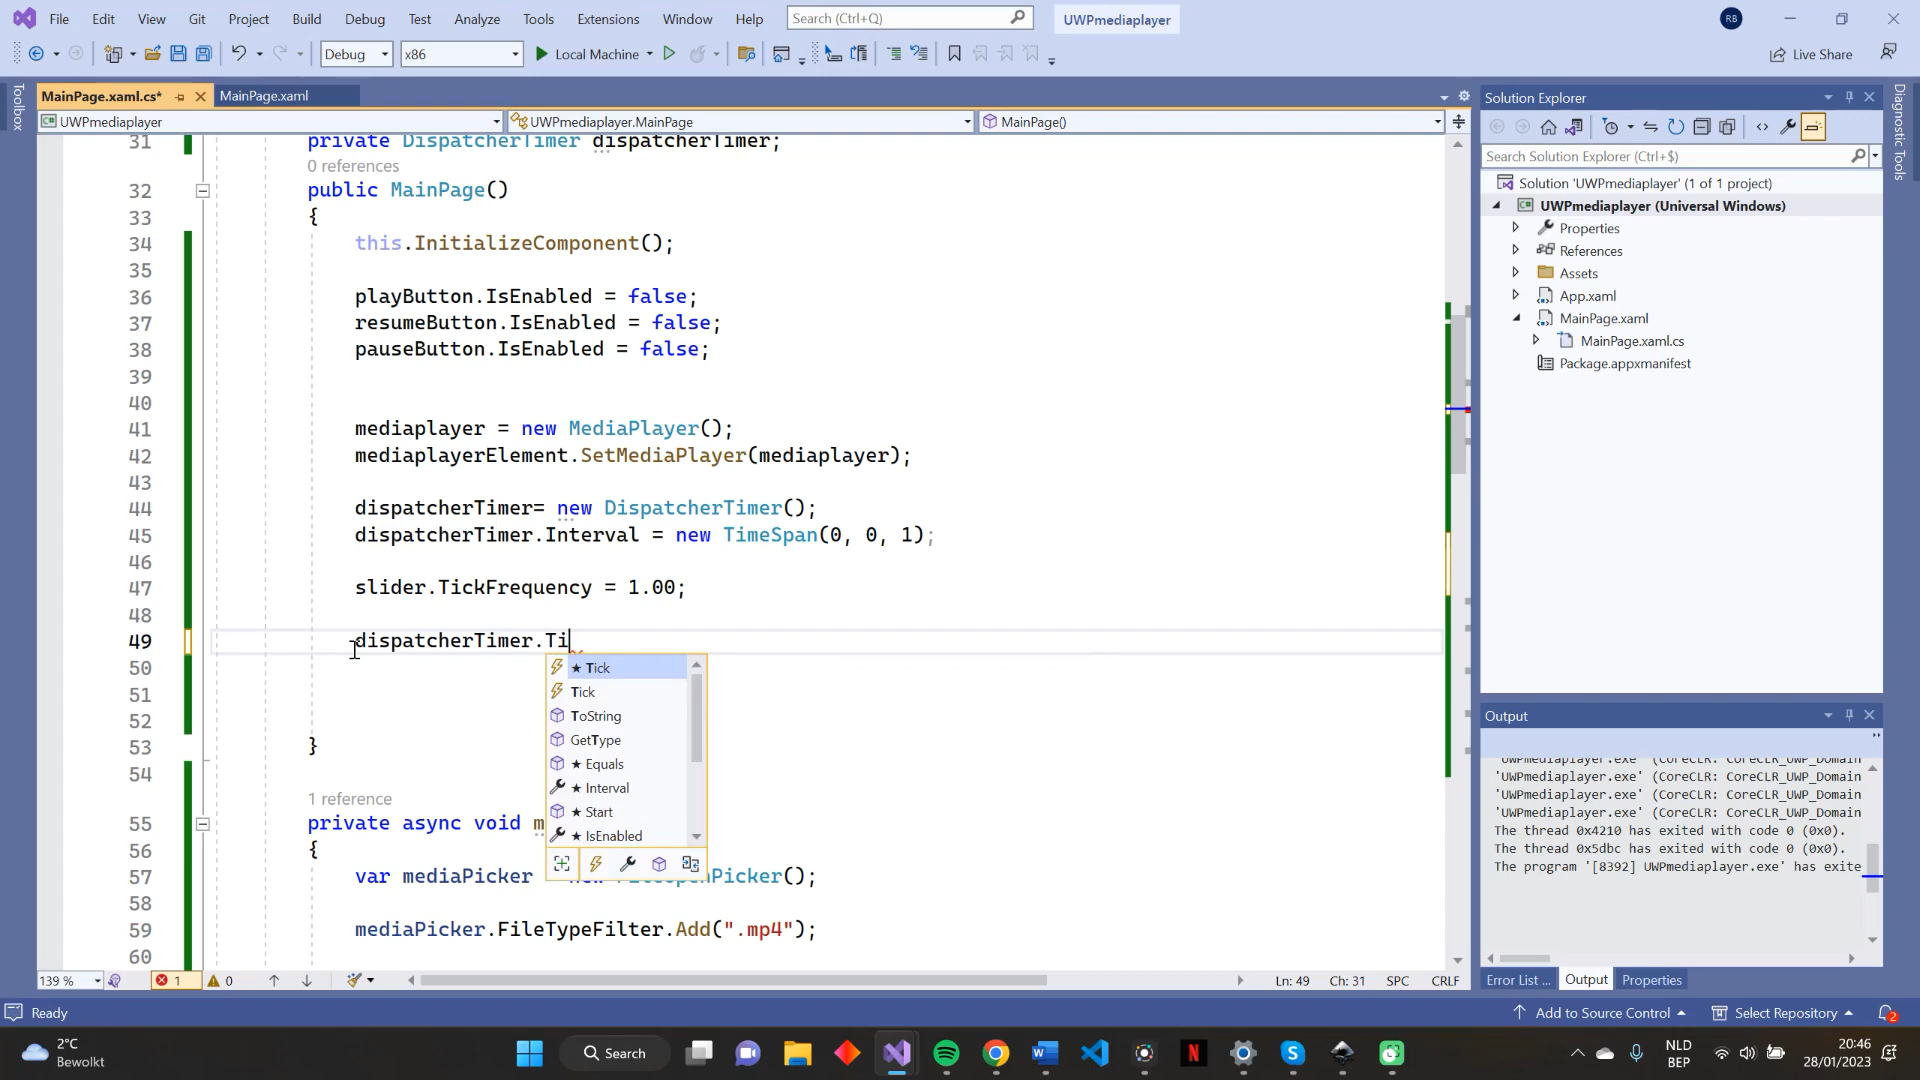 File Edit View Git Project Build Debug Test Analyze Tools Extensions Window Help Search (Ctrl+Q) UWPmediaplayer RB
Debug x86 Local Machine Live Share
MainPage.xaml.cs* MainPage.xaml
UWPmediaplayer UWPmediaplayer.MainPage MainPage()
Toolbox
31 private DispatcherTimer dispatcherTimer;
0 references
32 public MainPage()
33 {
34 this.InitializeComponent();
35
36 playButton.IsEnabled = false;
37 resumeButton.IsEnabled = false;
38 pauseButton.IsEnabled = false;
39
40
41 mediaplayer = new MediaPlayer();
42 mediaplayerElement.SetMediaPlayer(mediaplayer);
43
44 dispatcherTimer= new DispatcherTimer();
45 dispatcherTimer.Interval = new TimeSpan(0, 0, 1);
46
47 slider.TickFrequency = 1.00;
48
49 dispatcherTimer.Ti
50
51
52
53 }
54
★ Tick
Tick
ToString
GetType
★ Equals
★ Interval
★ Start
★ IsEnabled
1 reference
55 private async void m
56 {
57 var mediaPicker = new FileOpenPicker();
58
59 mediaPicker.FileTypeFilter.Add(".mp4");
60
139 % 1 0 Ln: 49 Ch: 31 SPC CRLF
Solution Explorer
Search Solution Explorer (Ctrl+$)
Solution 'UWPmediaplayer' (1 of 1 project)
UWPmediaplayer (Universal Windows)
Properties
References
Assets
App.xaml
MainPage.xaml
MainPage.xaml.cs
Package.appxmanifest
Diagnostic Tools
Output
'UWPmediaplayer.exe' (CoreCLR: CoreCLR_UWP_Domain
'UWPmediaplayer.exe' (CoreCLR: CoreCLR_UWP_Domain
'UWPmediaplayer.exe' (CoreCLR: CoreCLR_UWP_Domain
'UWPmediaplayer.exe' (CoreCLR: CoreCLR_UWP_Domain
The thread 0x4210 has exited with code 0 (0x0).
The thread 0x5dbc has exited with code 0 (0x0).
The program '[8392] UWPmediaplayer.exe' has exite
Error List ... Output Properties
Ready Add to Source Control Select Repository 2
2°C
Bewolkt
Search
NLD
BEP
20:46
28/01/2023